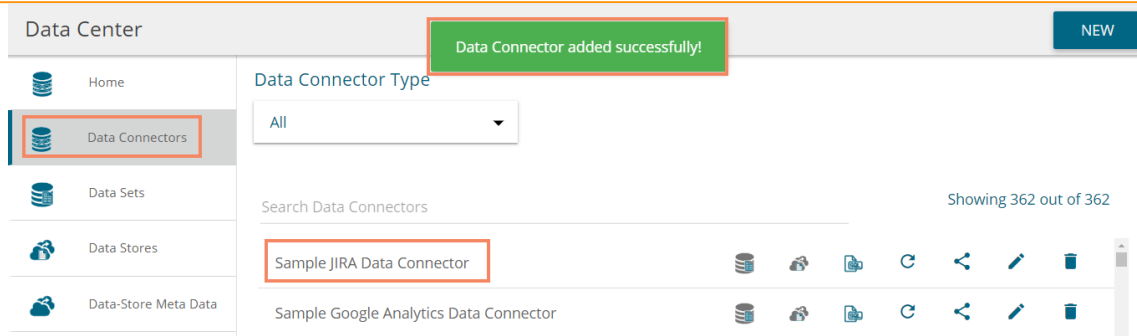 Data Center
Data Connector added successfully!
NEW
Home
Data Connectors
Data Sets
Data Stores
Data-Store Meta Data
Data Connector Type
All
Search Data Connectors
Showing 362 out of 362
Sample JIRA Data Connector
Sample Google Analytics Data Connector